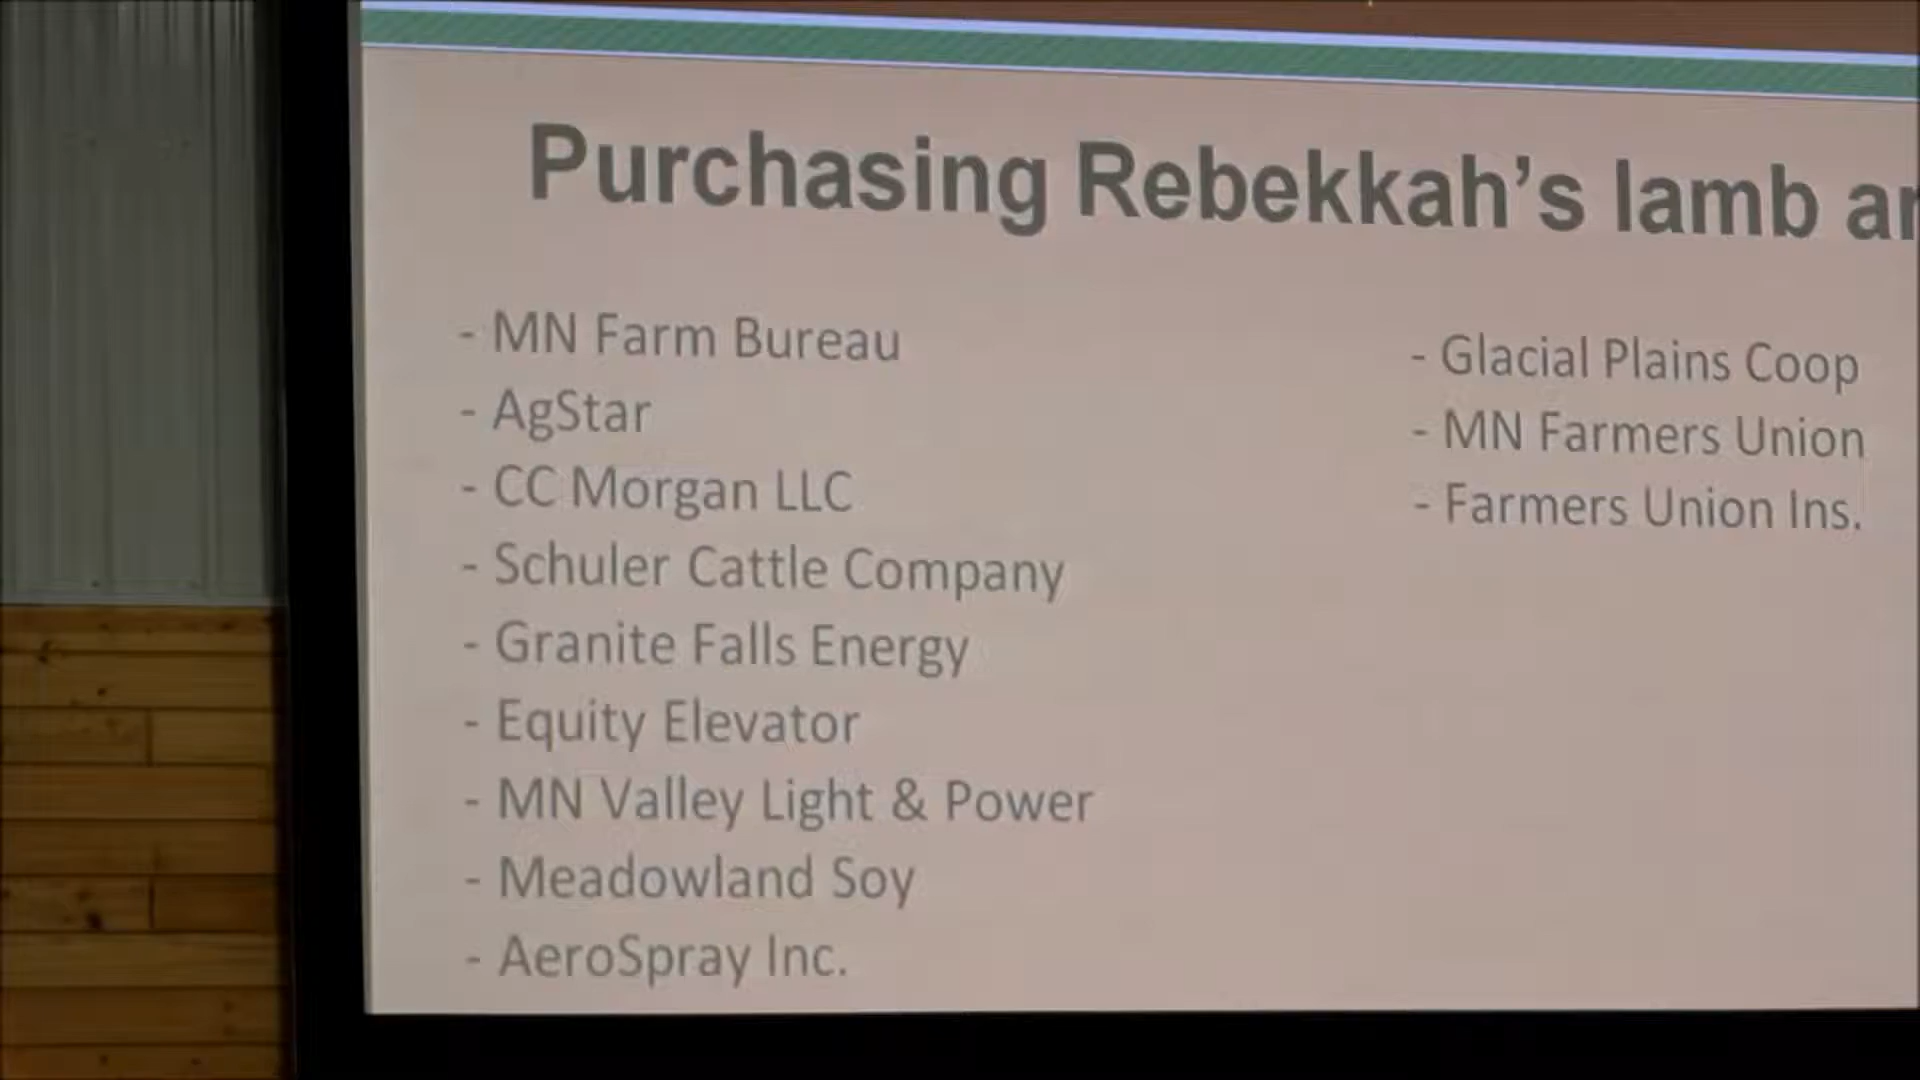 Purchasing Rebekkah's lamb
- MN Farm Bureau
- AgStar
- CC Morgan LLC
- Schuler Cattle Company
- Granite Falls Energy
- Equity Elevator
- MN Valley Light & Power
- Meadowland Soy
- AeroSpray Inc.
- Glacial Plains Coop
- MN Farmers Union
- Farmers Union Ins.